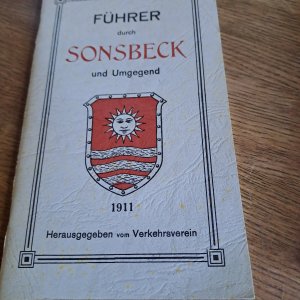 FÜHRER
durch
SONSBECK
und Umgegend
1911
Herausgegeben vom Verkehrsverein